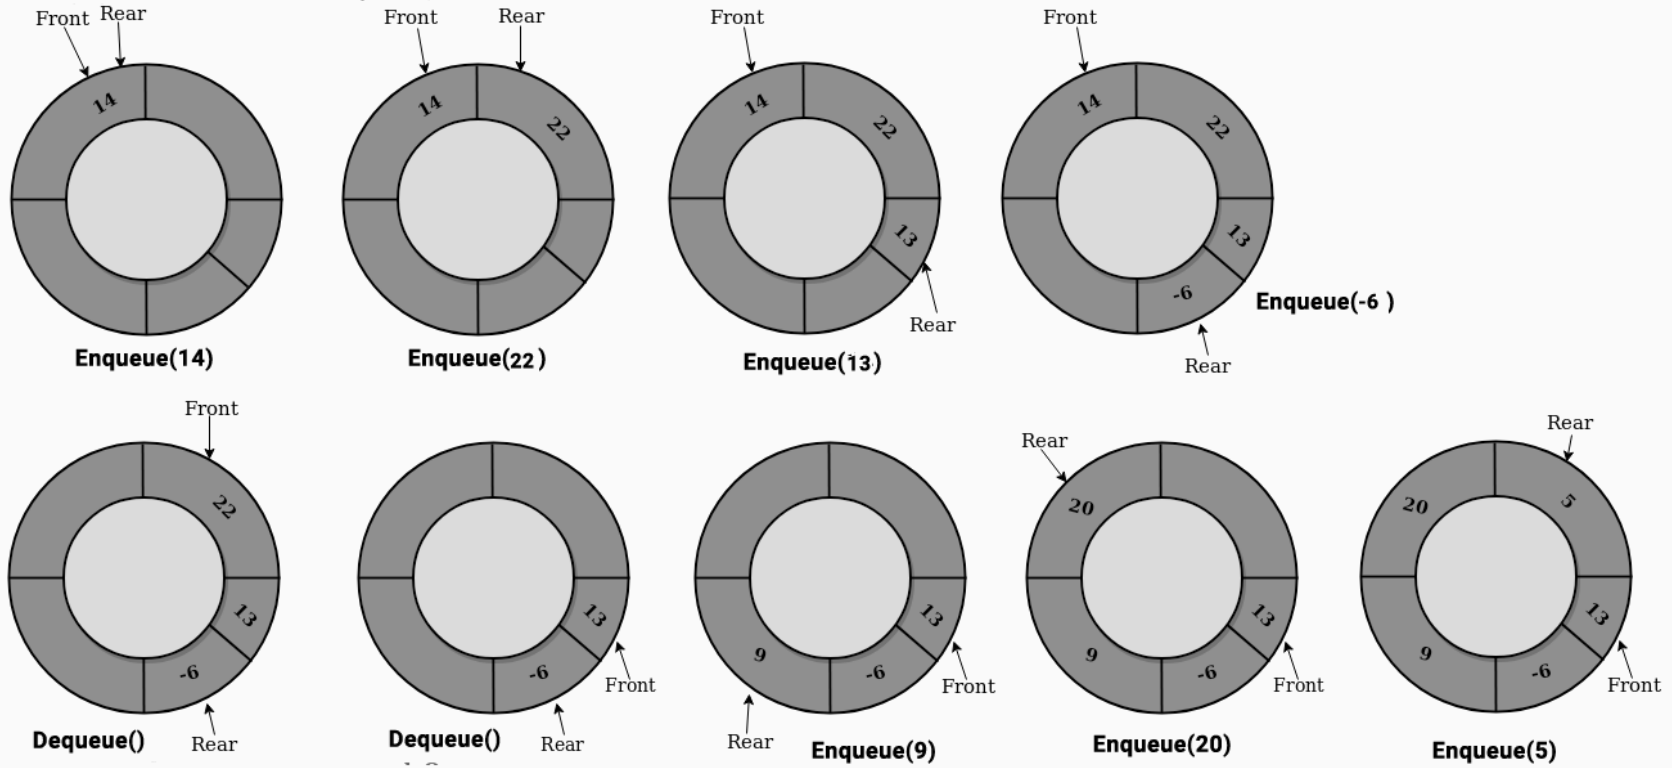 Front Rear
14
Enqueue(14)
Front Rear
14 22
Enqueue(22 )
Front
14 22
13
Rear
Enqueue(13)
Front
14 22
13
-6
Enqueue(-6 )
Rear
Front
22
13
-6
Dequeue() Rear
13
-6
Front
Dequeue() Rear
13
9 -6
Front
Rear
Enqueue(9)
Rear
20
13
9 -6
Front
Enqueue(20)
Rear
20 5
13
9 -6
Front
Enqueue(5)